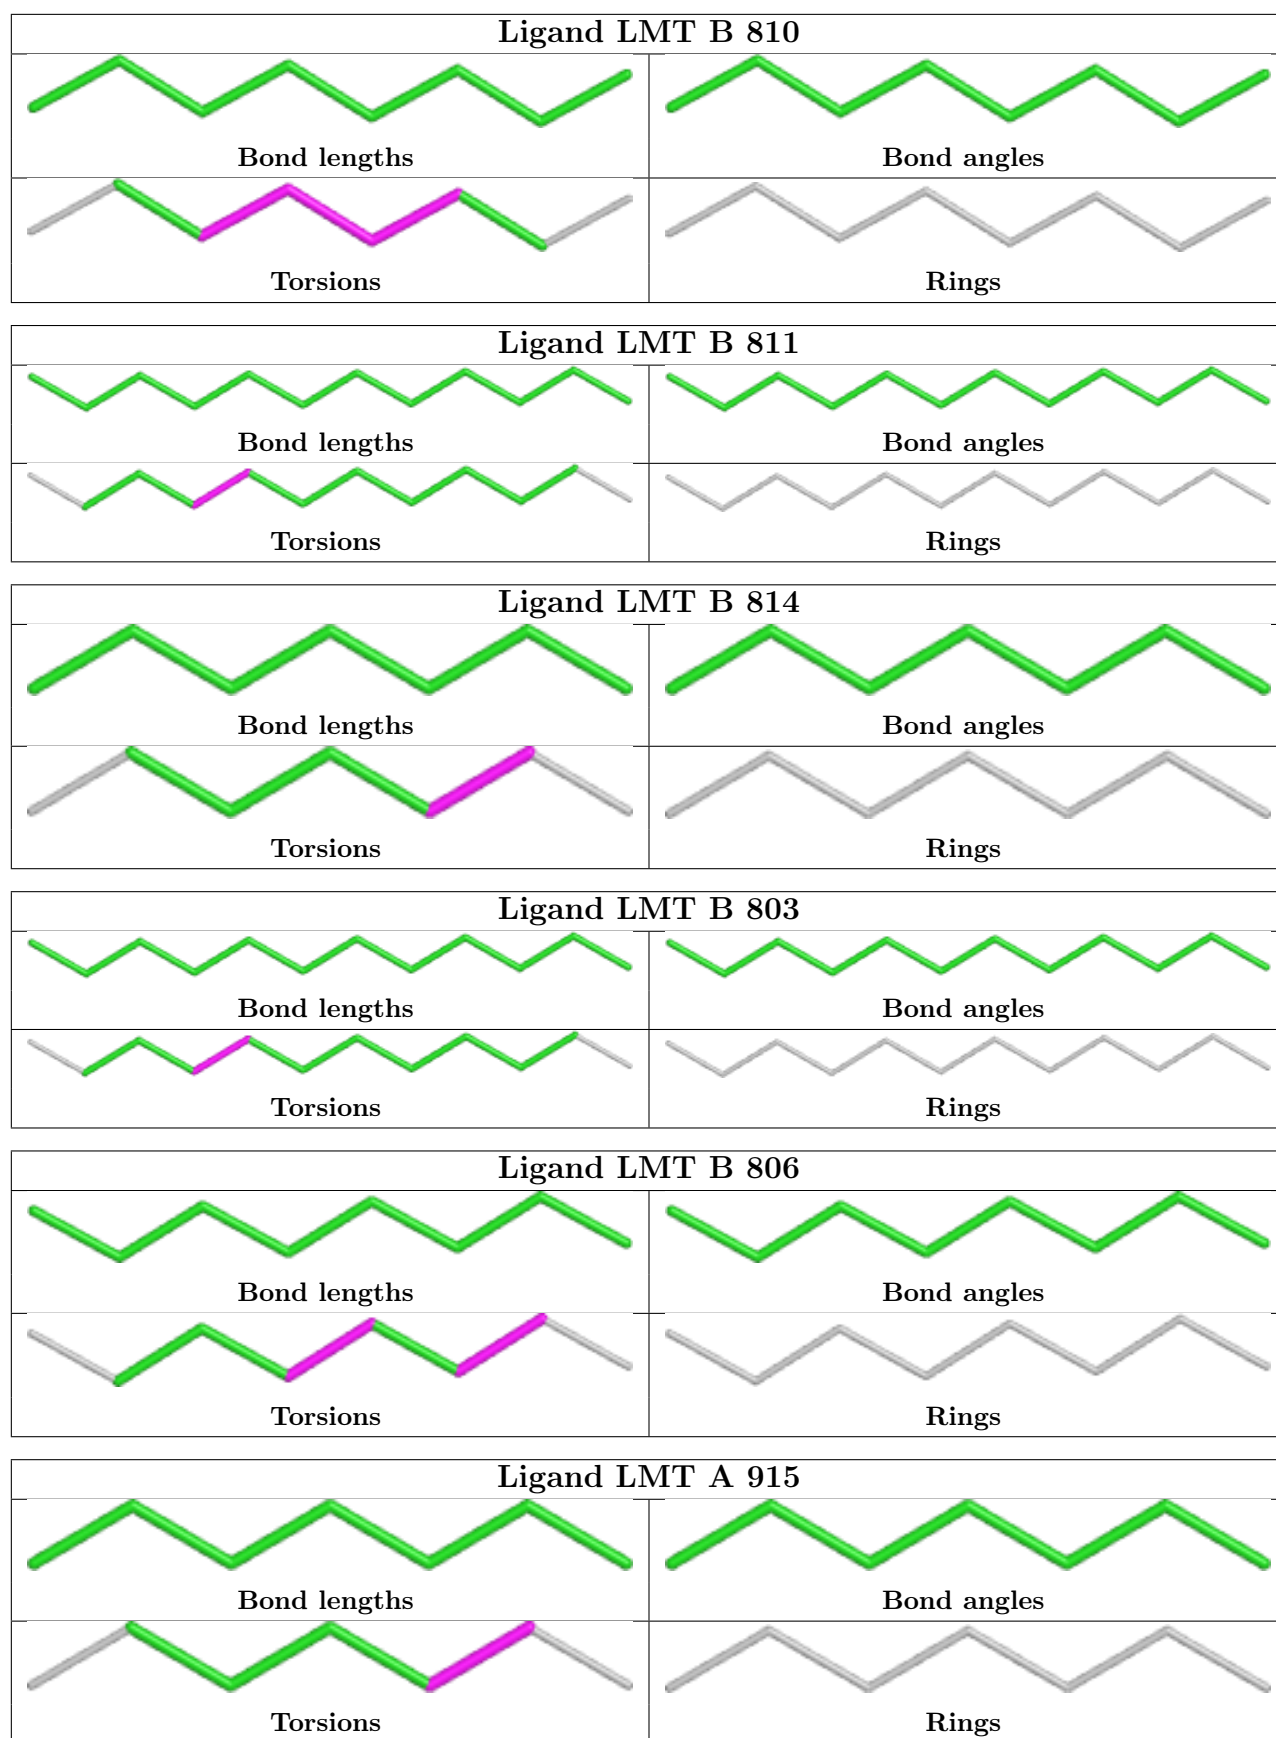 Ligand LMT B 810
Bond lengths Bond angles
Torsions Rings
Ligand LMT B 811
Bond lengths Bond angles
Torsions Rings
Ligand LMT B 814
Bond lengths Bond angles
Torsions Rings
Ligand LMT B 803
Bond lengths Bond angles
Torsions Rings
Ligand LMT B 806
Bond lengths Bond angles
Torsions Rings
Ligand LMT A 915
Bond lengths Bond angles
Torsions Rings